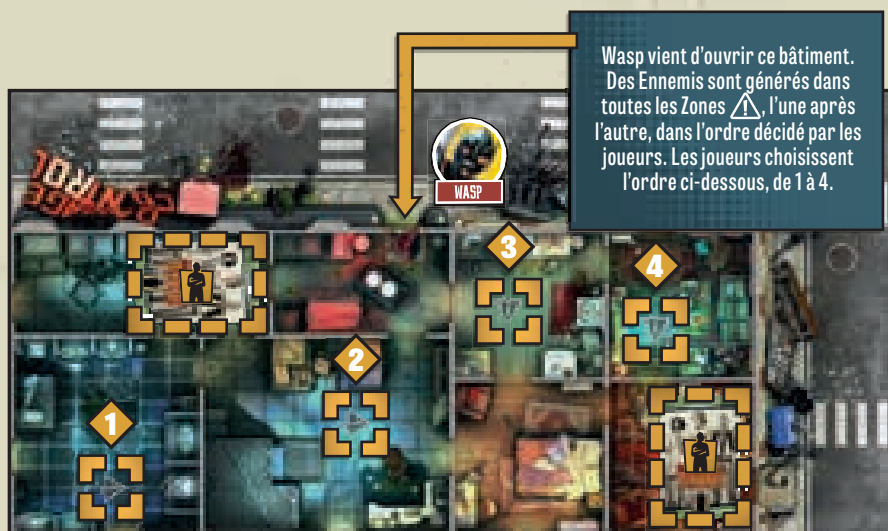 Wasp vient d'ouvrir ce bâtiment.
Des Ennemis sont générés dans
toutes les Zones ⚠, l'une après
l'autre, dans l'ordre décidé par les
joueurs. Les joueurs choisissent
l'ordre ci-dessous, de 1 à 4.
WASP
3
4
2
1